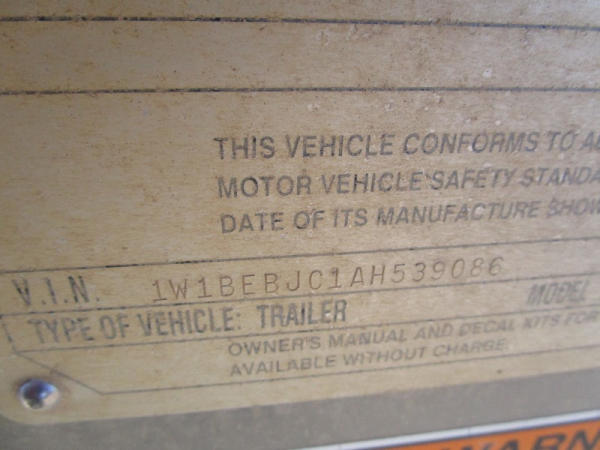 THIS VEHICLE CONFORMS TO
MOTOR VEHICLE SAFETY STANDA
DATE OF ITS MANUFACTURE SHOW
V.I.N. 1W1BEBJC1AH539086
TYPE OF VEHICLE: TRAILER MODEL
OWNER'S MANUAL AND DECAL KITS FOR
AVAILABLE WITHOUT CHARGE.
WARN